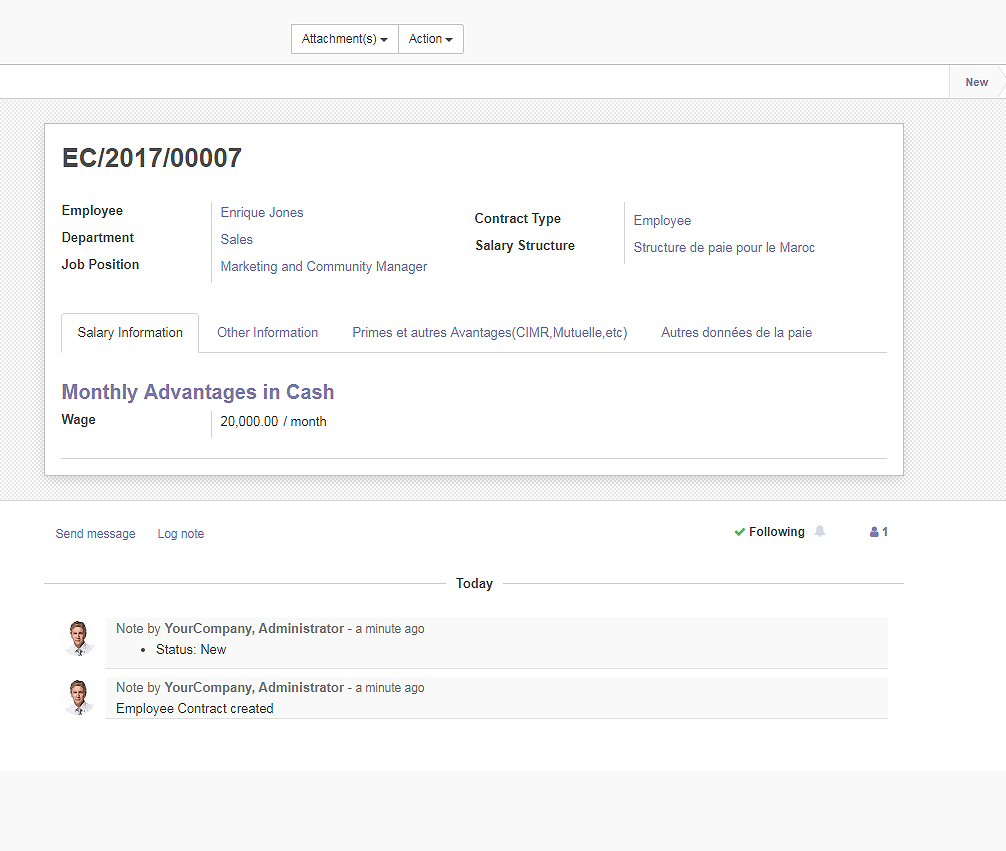 Attachment(s) Action
New
EC/2017/00007
Employee Enrique Jones
Department Sales
Job Position Marketing and Community Manager
Contract Type Employee
Salary Structure Structure de paie pour le Maroc
Salary Information Other Information Primes et autres Avantages(CIMR,Mutuelle,etc) Autres données de la paie
Monthly Advantages in Cash
Wage 20,000.00 / month
Send message Log note Following 1
Today
Note by YourCompany, Administrator - a minute ago
• Status: New
Note by YourCompany, Administrator - a minute ago
Employee Contract created